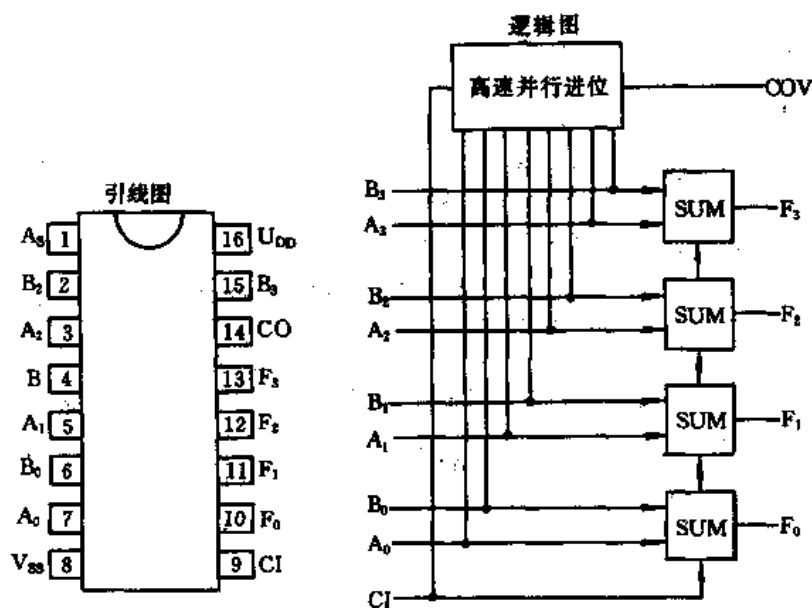 引线图
A₃ 1
B₂ 2
A₂ 3
B 4
A₁ 5
B₀ 6
A₀ 7
V_SS 8
16 U_DD
15 B₃
14 CO
13 F₃
12 F₂
11 F₁
10 F₀
9 CI
逻辑图
高速并行进位
COV
B₃
A₃
SUM
F₃
B₂
A₂
SUM
F₂
B₁
A₁
SUM
F₁
B₀
A₀
SUM
F₀
CI